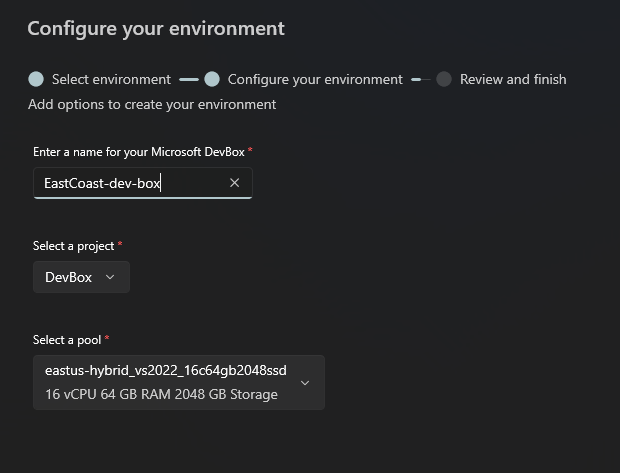 Configure your environment
Select environment Configure your environment Review and finish
Add options to create your environment
Enter a name for your Microsoft DevBox *
EastCoast-dev-box
Select a project *
DevBox
Select a pool *
eastus-hybrid_vs2022_16c64gb2048ssd
16 vCPU 64 GB RAM 2048 GB Storage